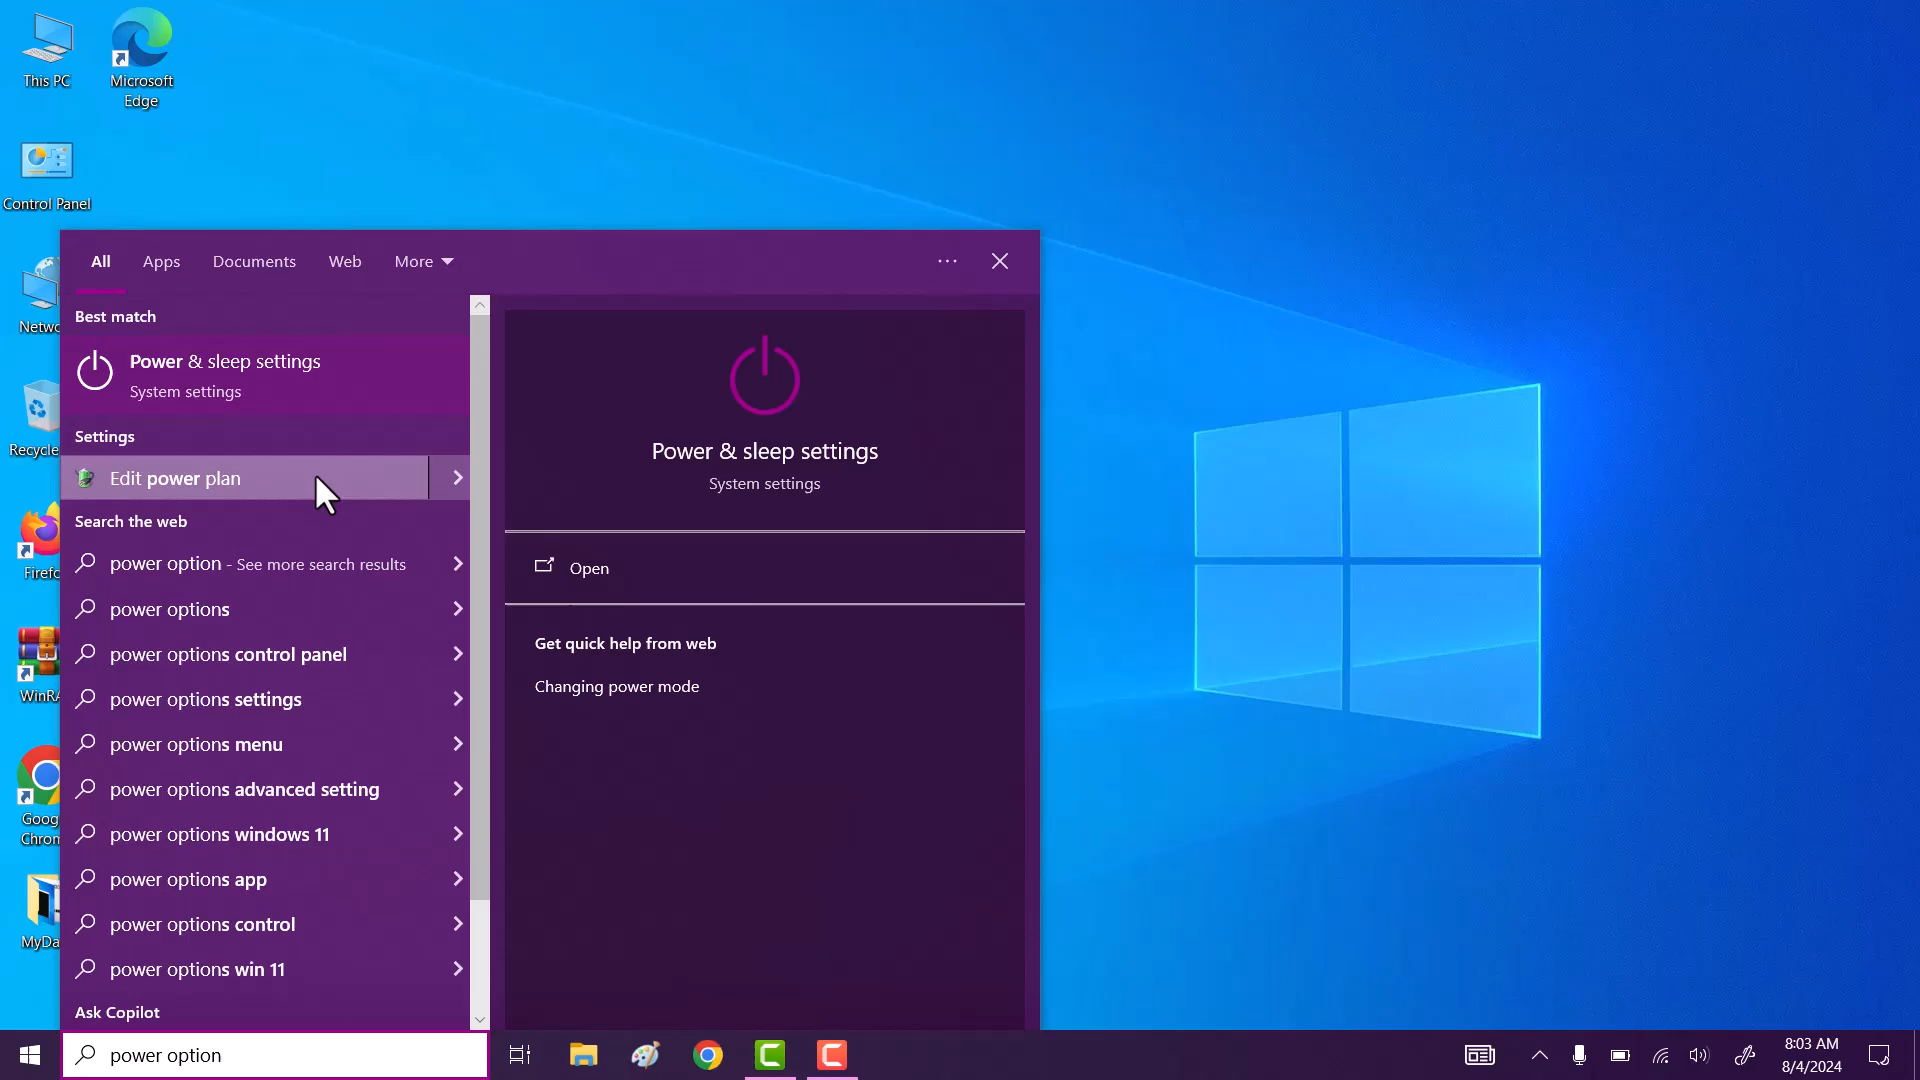 This PC
Microsoft
Edge
Control Panel
Netwo
Recycle
Firefo
WinRA
Goog
Chrom
MyDa
All
Apps
Documents
Web
More
Best match
Power & sleep settings
System settings
Settings
Edit power plan
Search the web
power option - See more search results
power options
power options control panel
power options settings
power options menu
power options advanced setting
power options windows 11
power options app
power options control
power options win 11
Ask Copilot
Power & sleep settings
System settings
Open
Get quick help from web
Changing power mode
power option
8:03 AM
8/4/2024